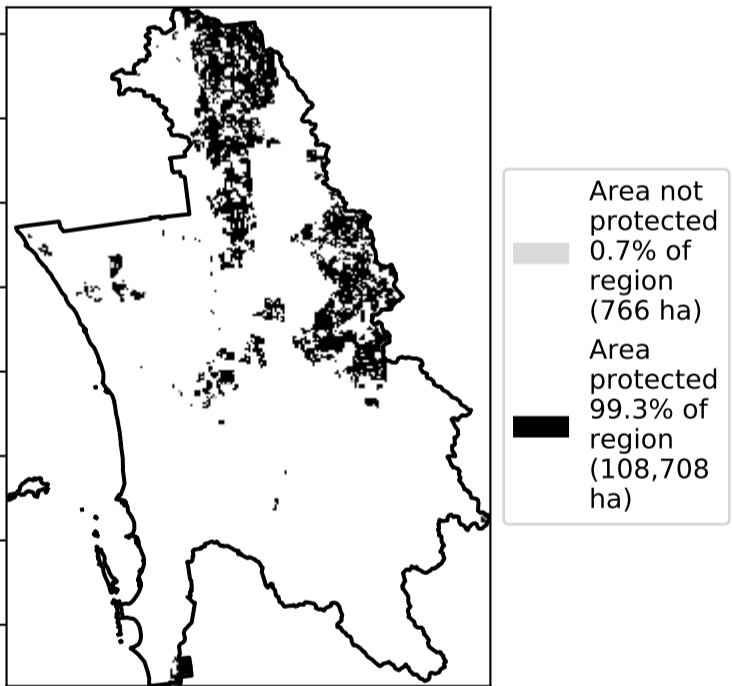 Area not
protected
0.7% of
region
(766 ha)
Area
protected
99.3% of
region
(108,708
ha)